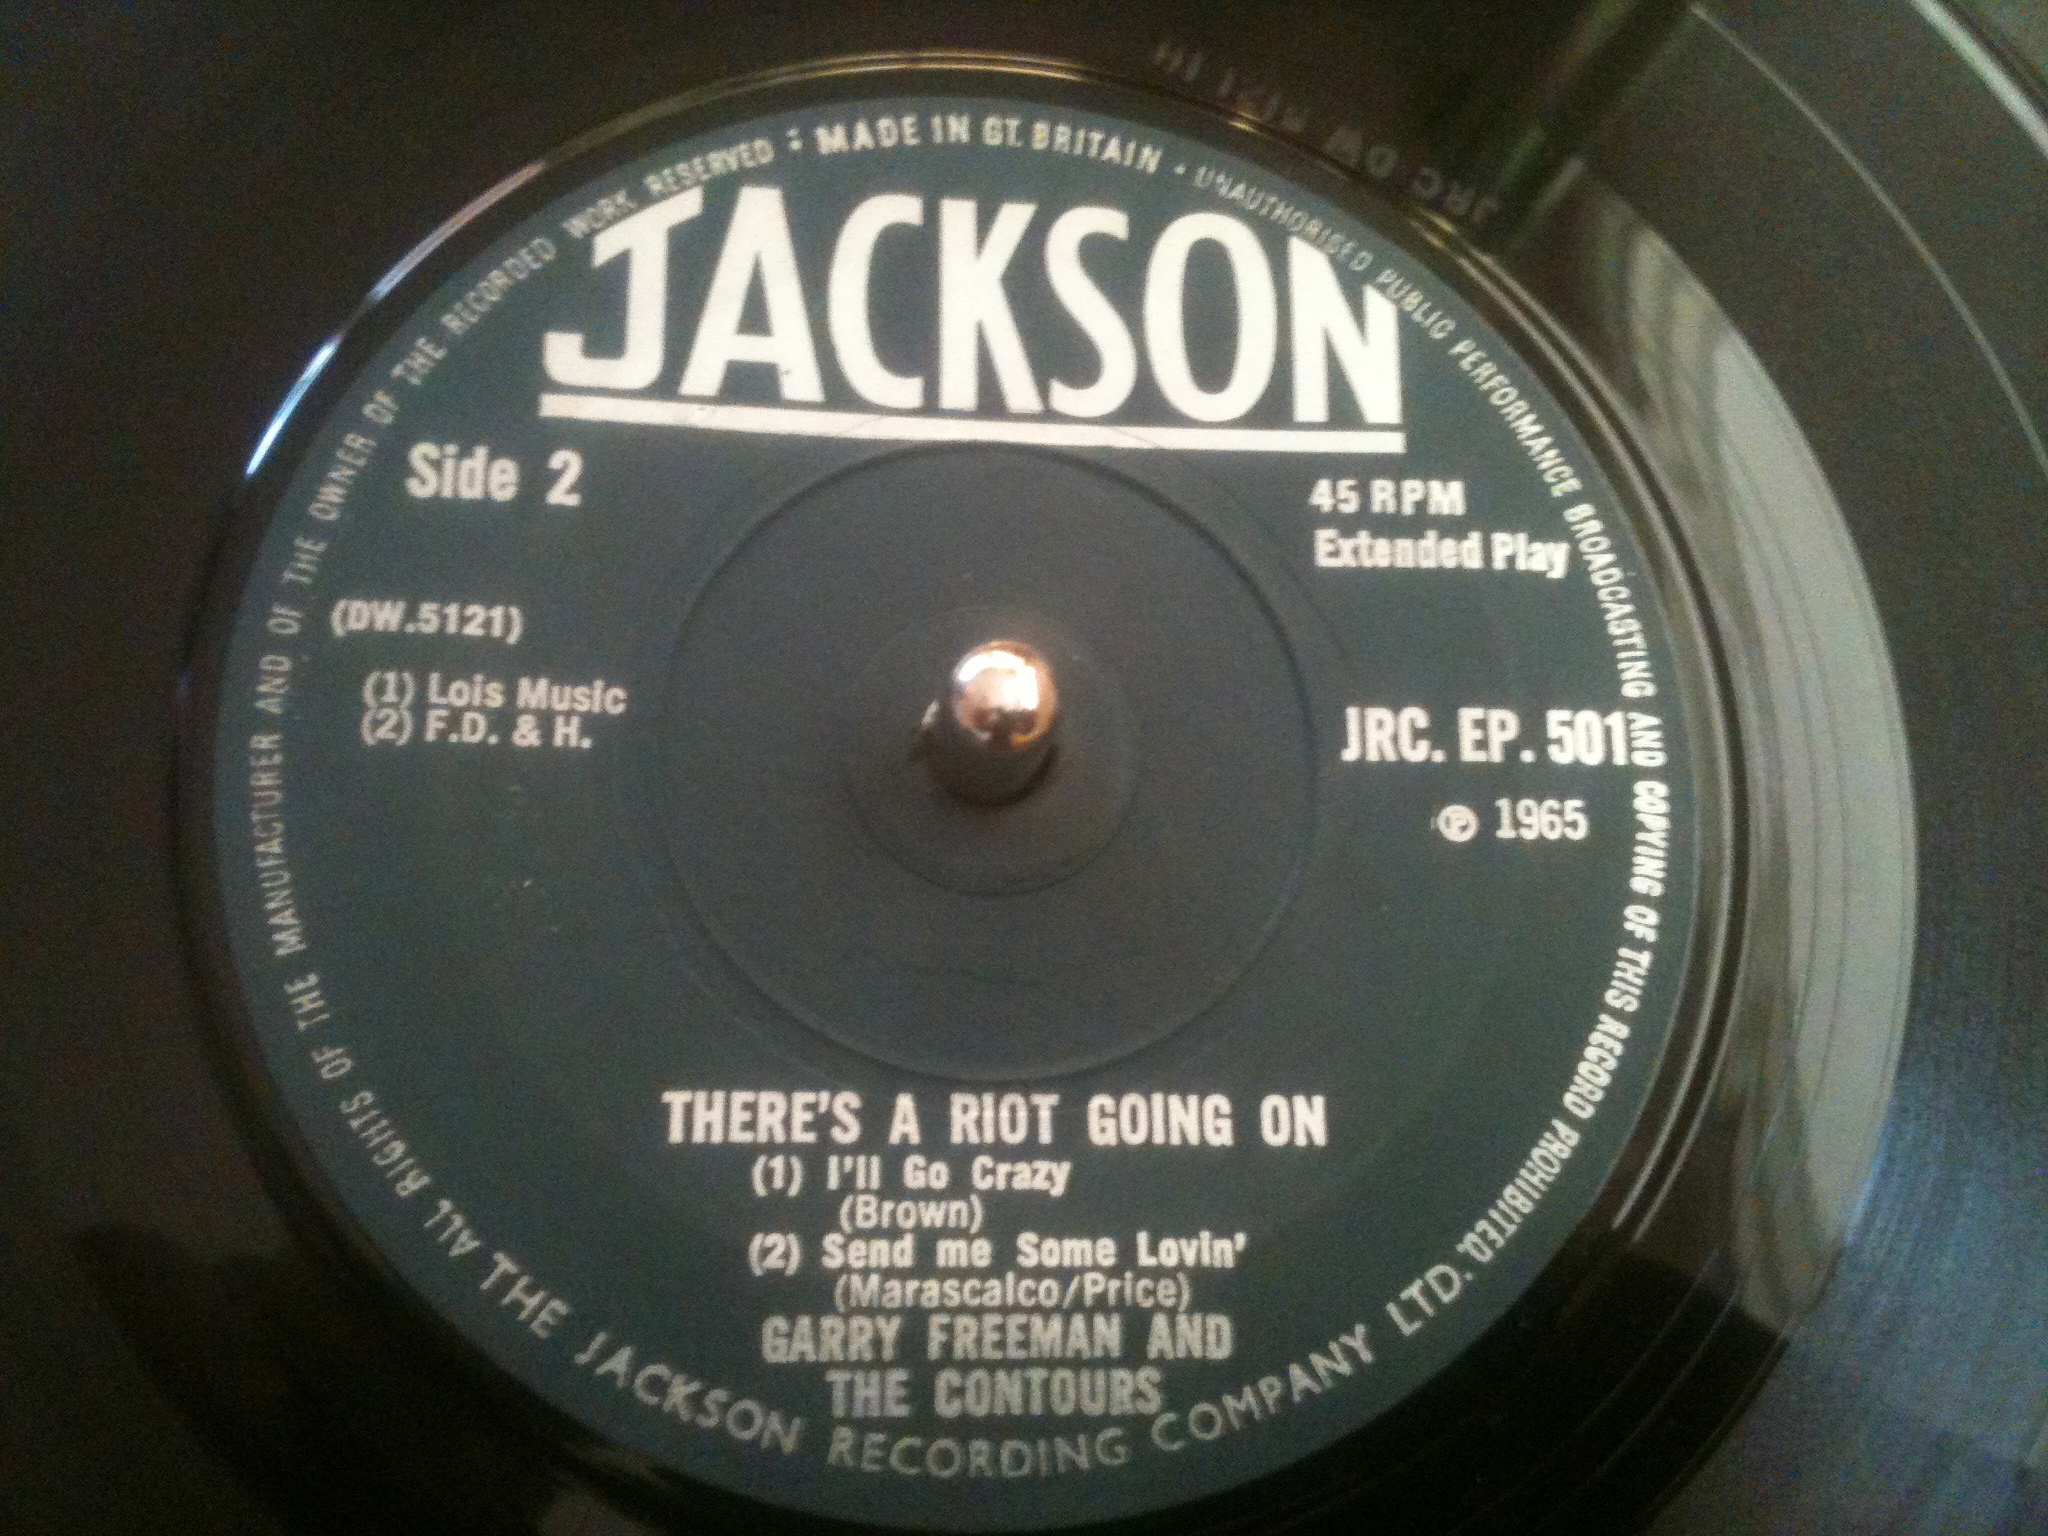 ALL RIGHTS OF THE MANUFACTURER AND OF THE OWNER OF THE RECORDED WORK RESERVED : MADE IN GT. BRITAIN · UNAUTHORISED PUBLIC PERFORMANCE BROADCASTING AND COPYING OF THIS RECORD PROHIBITED.
JACKSON
Side 2
45 RPM
Extended Play
(DW.5121)
(1) Lois Music
(2) F.D. & H.
JRC. EP. 501
℗ 1965
THERE'S A RIOT GOING ON
(1) I'll Go Crazy
(Brown)
(2) Send me Some Lovin'
(Marascalco/Price)
GARRY FREEMAN AND
THE CONTOURS
THE JACKSON RECORDING COMPANY LTD.
JRC DW